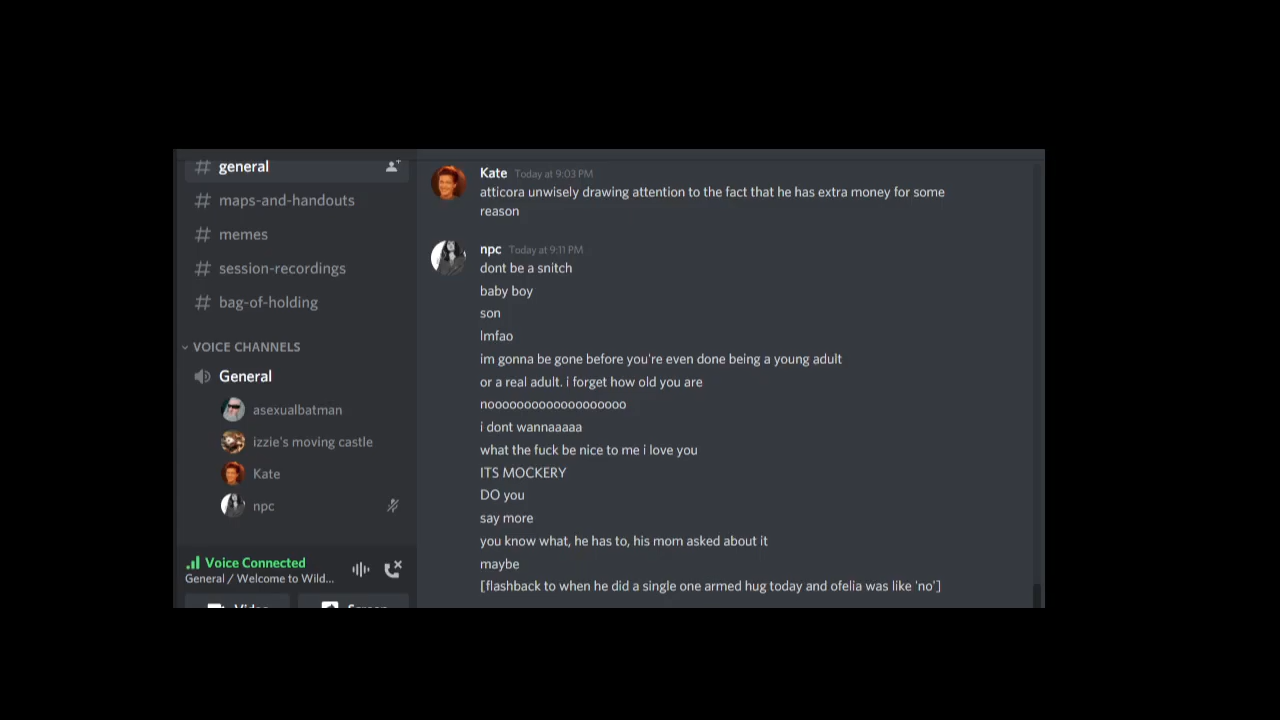 # general
# maps-and-handouts
# memes
# session-recordings
# bag-of-holding
VOICE CHANNELS
General
asexualbatman
izzie's moving castle
Kate
npc
Voice Connected
General / Welcome to Wild...
Video
Screen
Kate Today at 9:03 PM
atticora unwisely drawing attention to the fact that he has extra money for some
reason
npc Today at 9:11 PM
dont be a snitch
baby boy
son
lmfao
im gonna be gone before you're even done being a young adult
or a real adult. i forget how old you are
nooooooooooooooooooo
i dont wannaaaaa
what the fuck be nice to me i love you
ITS MOCKERY
DO you
say more
you know what, he has to, his mom asked about it
maybe
[flashback to when he did a single one armed hug today and ofelia was like 'no']